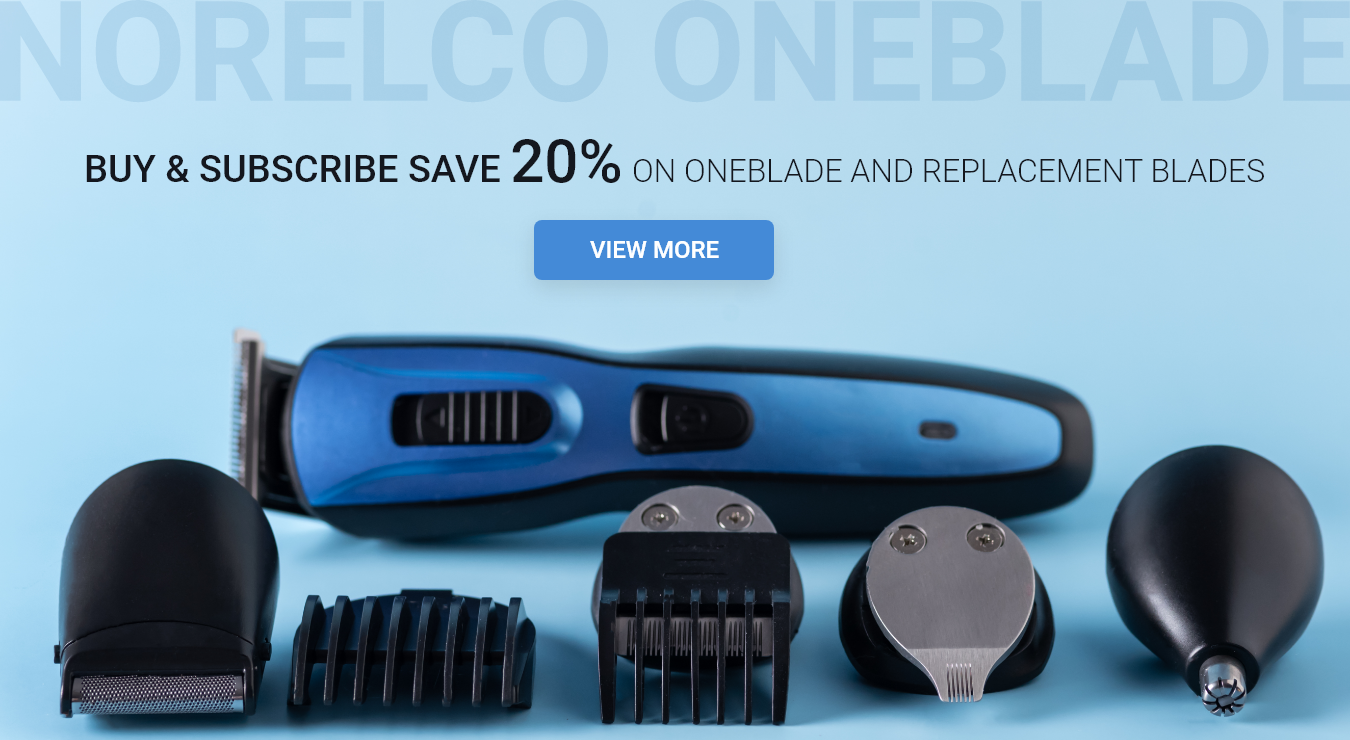 NORELCO ONEBLADE
BUY & SUBSCRIBE SAVE 20% ON ONEBLADE AND REPLACEMENT BLADES
VIEW MORE